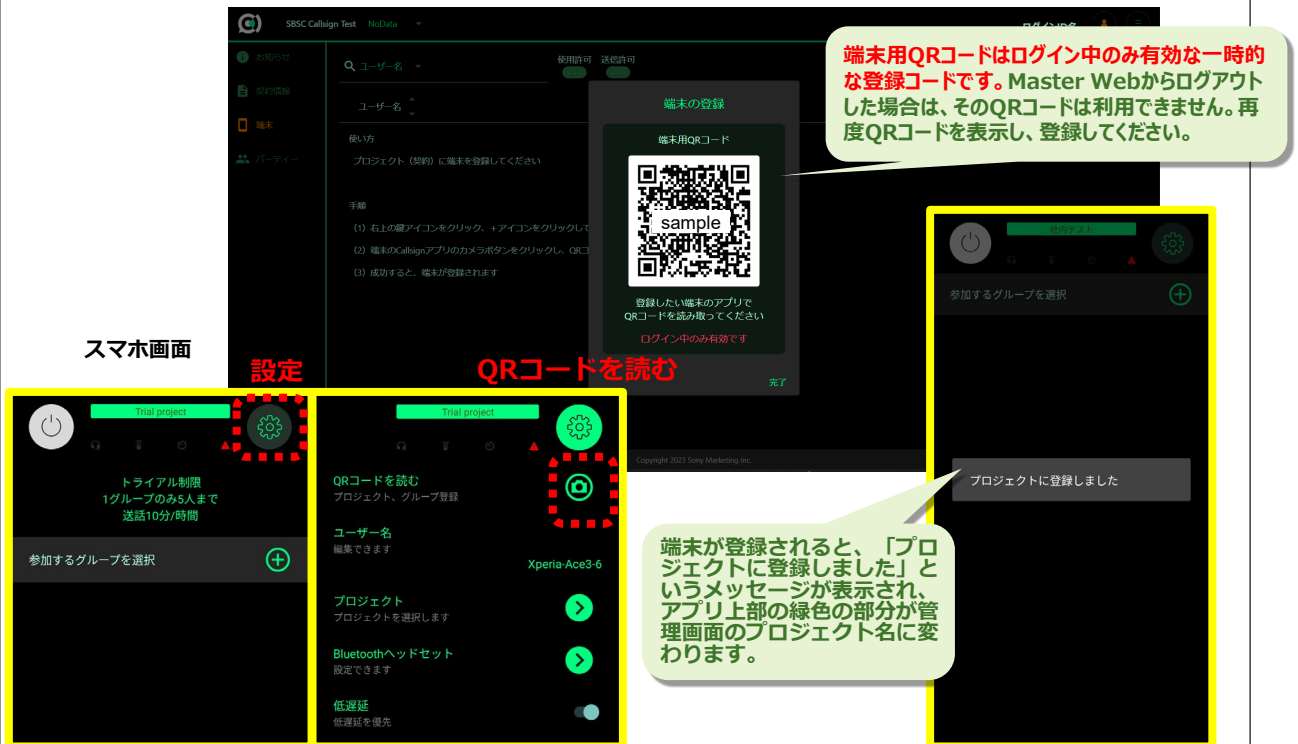 SBSC Callsign Test NoData
お知らせ
契約情報
端末
パーティー
ユーザー名
使用許可 送信許可
ユーザー名
使い方
プロジェクト（契約）に端末を登録してください
手順
(1) 右上の鍵アイコンをクリック、+アイコンをクリックして
(2) 端末のCallsignアプリのカメラボタンをクリックし、QRコ
(3) 成功すると、端末が登録されます
端末の登録
端末用QRコード
sample
登録したい端末のアプリで
QRコードを読み取ってください
ログイン中のみ有効です
完了
Copyright 2023 Sony Marketing Inc.
端末用QRコードはログイン中のみ有効な一時的
な登録コードです。Master Webからログアウト
した場合は、そのQRコードは利用できません。再
度QRコードを表示し、登録してください。
スマホ画面
設定
QRコードを読む
Trial project
トライアル制限
1グループのみ5人まで
送話10分/時間
参加するグループを選択
Trial project
QRコードを読む
プロジェクト、グループ登録
ユーザー名
編集できます
Xperia-Ace3-6
プロジェクト
プロジェクトを選択します
Bluetoothヘッドセット
設定できます
低遅延
低遅延を優先
社内テスト
参加するグループを選択
プロジェクトに登録しました
端末が登録されると、「プロ
ジェクトに登録しました」と
いうメッセージが表示され、
アプリ上部の緑色の部分が管
理画面のプロジェクト名に変
わります。